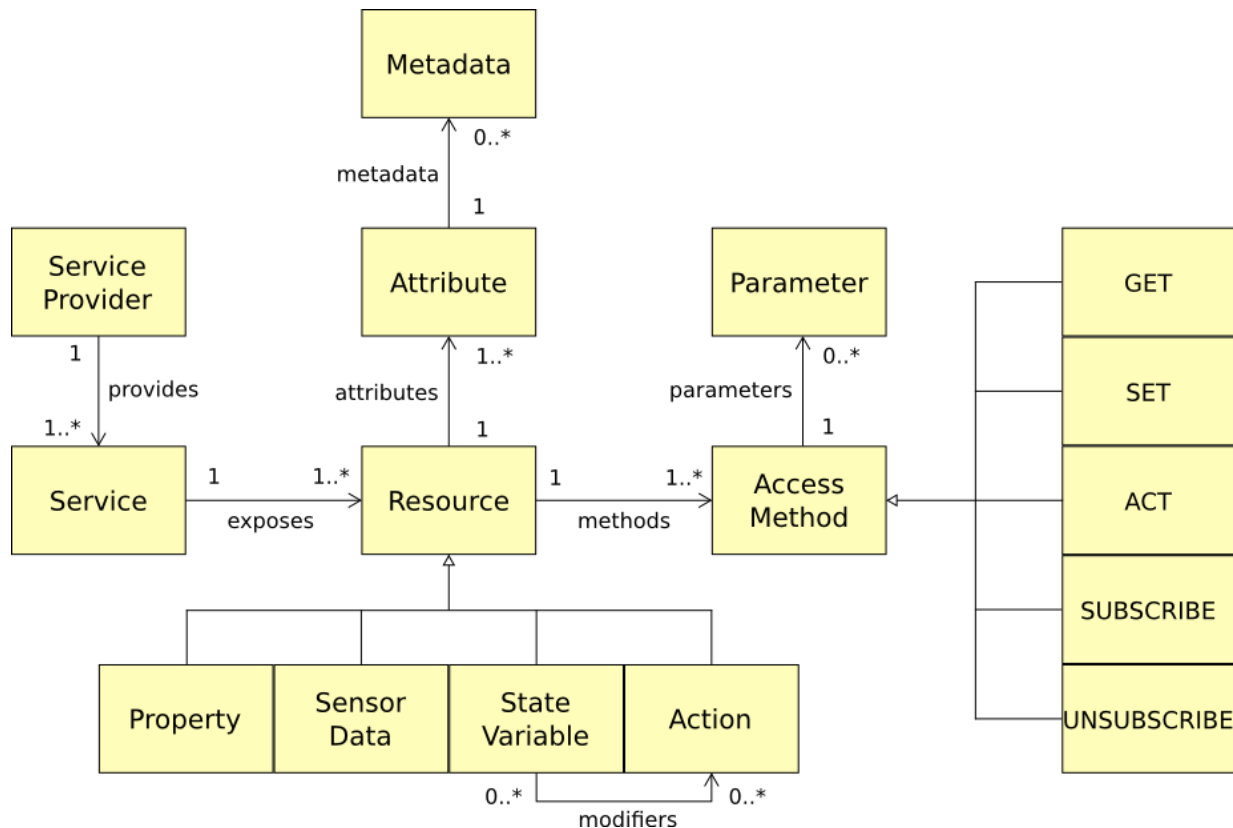 Metadata
0..*
metadata
1
Service
Provider
Attribute
Parameter
GET
1
1..*
0..*
provides
attributes
parameters
SET
1..*
1
1
Service
1
1..*
exposes
Resource
1
1..*
methods
Access
Method
ACT
SUBSCRIBE
Property
Sensor
Data
State
Variable
Action
UNSUBSCRIBE
0..*
0..*
modifiers